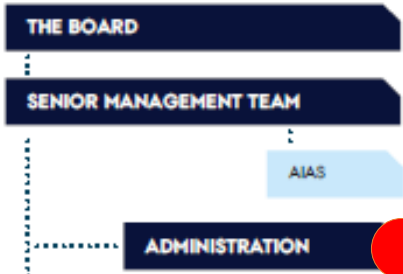 THE BOARD
SENIOR MANAGEMENT TEAM
AIAS
ADMINISTRATION